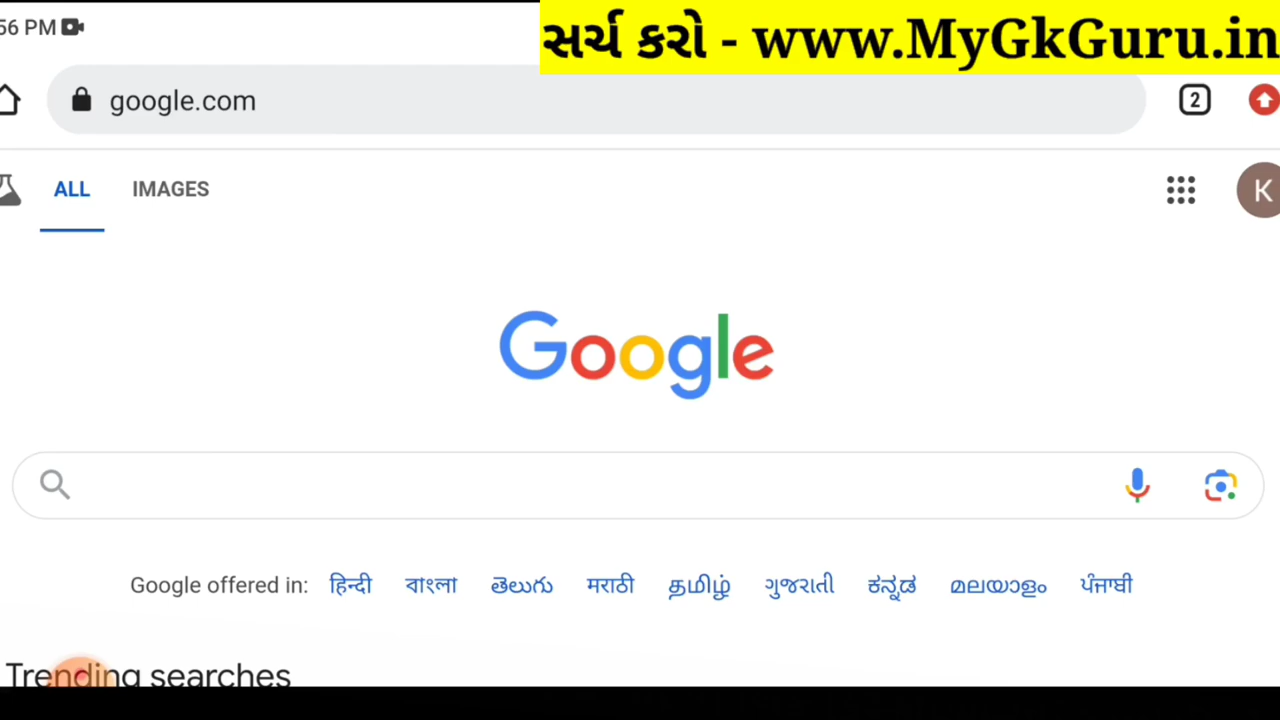 56 PM
સર્ચ કરો - www.MyGkGuru.in
google.com
2
ALL IMAGES
K
Google
Google offered in: हिन्दी বাংলা తెలుగు मराठी தமிழ் ગુજરાતી ಕನ್ನಡ മലയാളം ਪੰਜਾਬੀ
Trending searches